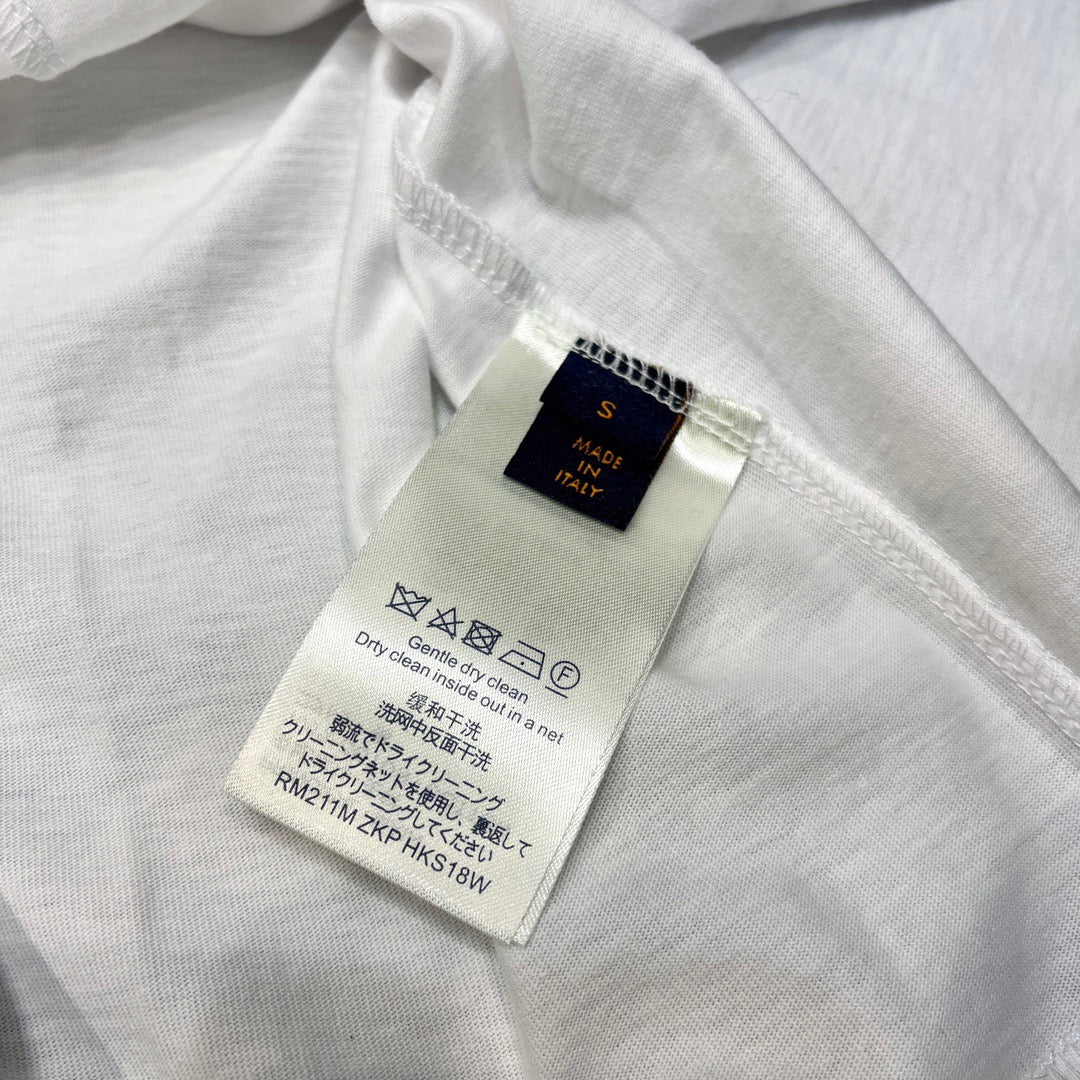 S
MADE
IN
ITALY
F
Gentle dry clean
Drty clean inside out in a net
缓和干洗
洗网中反面干洗
弱流でドライクリーニング
クリーニングネットを使用し、裏返して
ドライクリーニングしてください
RM211M ZKP HKS18W